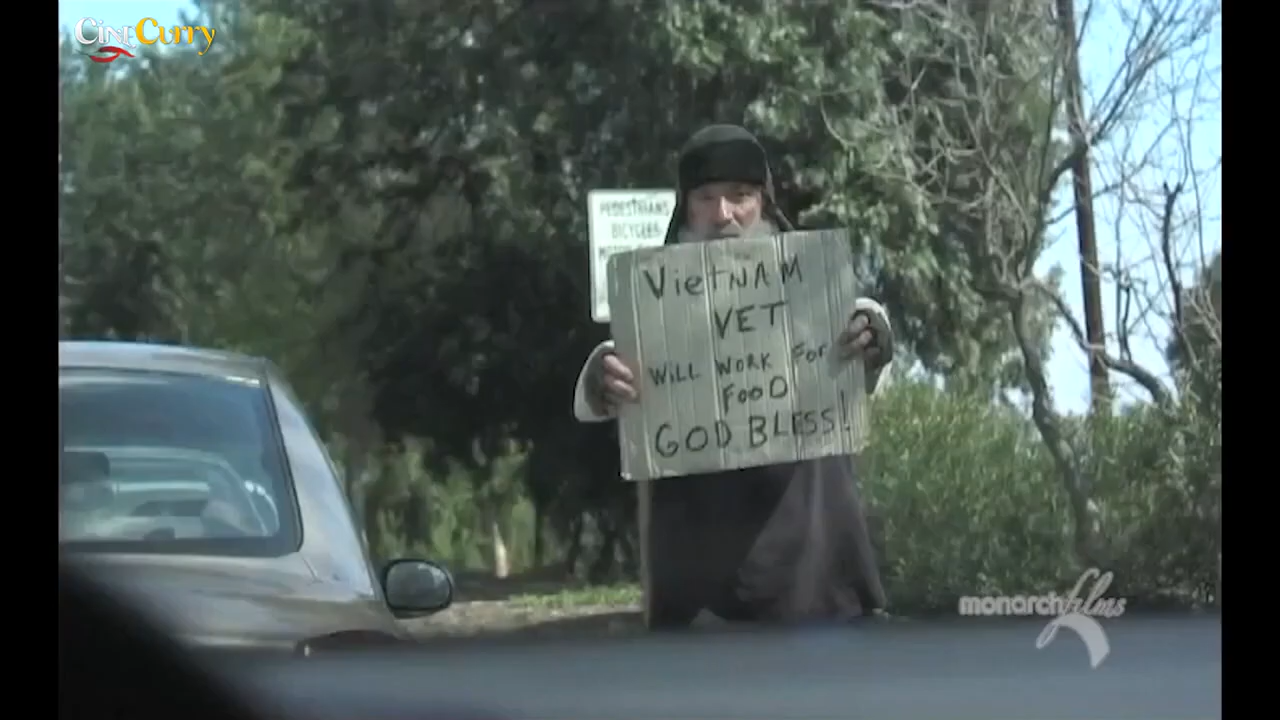 CineCurry
PEDESTRIANS
BICYCLES
VieTNAM
VET
WiLL WORK FoR
FooD
GOD BLESS!
monarchfilms